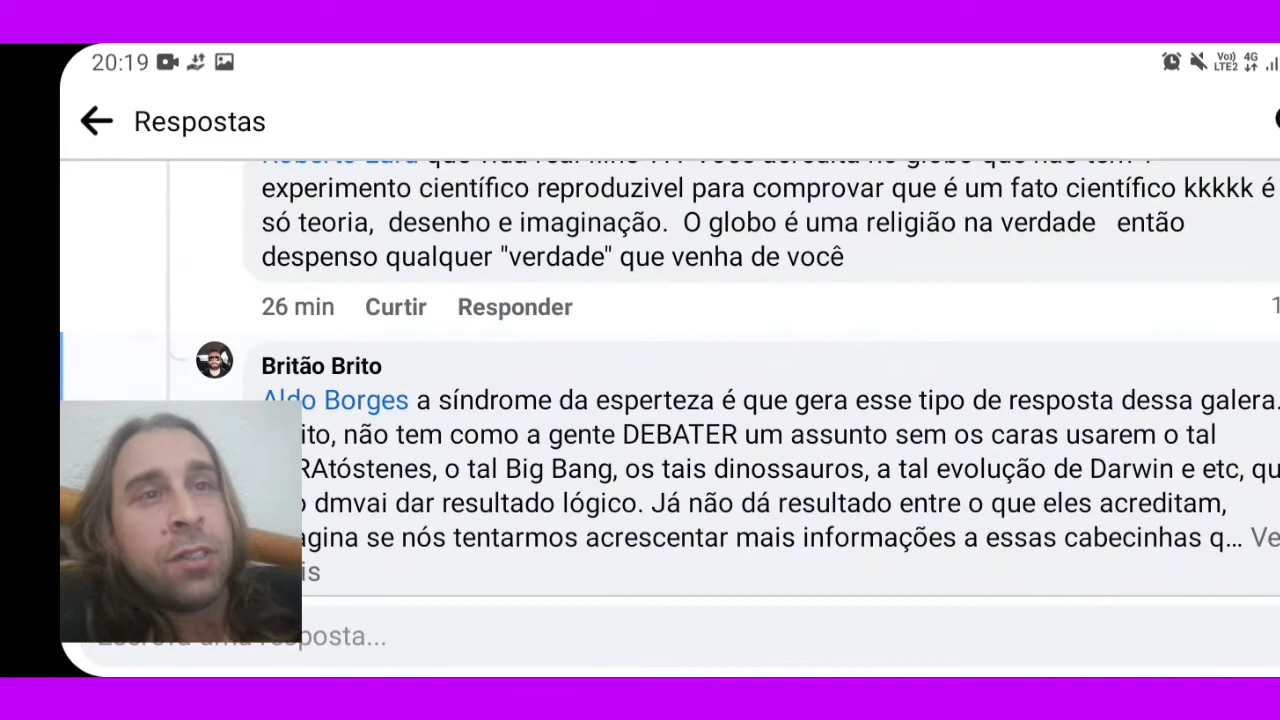 20:19 Vo)) LTE2 4G
Respostas
experimento científico reproduzivel para comprovar que é um fato científico kkkkk é
só teoria, desenho e imaginação. O globo é uma religião na verdade então
despenso qualquer "verdade" que venha de você
26 min Curtir Responder 1
Britão Brito
Aldo Borges a síndrome da esperteza é que gera esse tipo de resposta dessa galera.
não tem como a gente DEBATER um assunto sem os caras usarem o tal
o tal Big Bang, os tais dinossauros, a tal evolução de Darwin e etc,
dmvai dar resultado lógico. Já não dá resultado entre o que eles acreditam,
se nós tentarmos acrescentar mais informações a essas cabecinhas q...